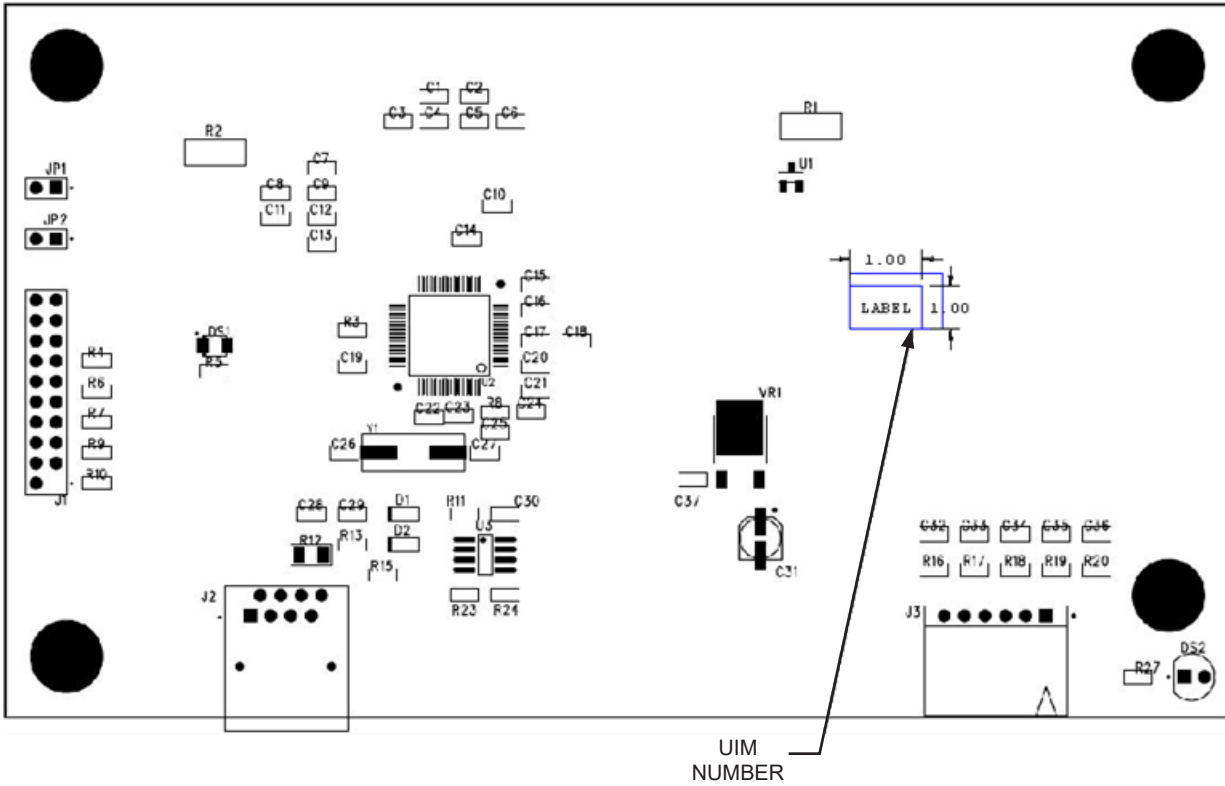 C1 C2
C3 C4 C5 C6
R1
R2
C7
U1
JP1
C8 C9
C10
C11 C12
JP2
C13
C14
1.00
C15
C16
LABEL 1.00
DS1
R3
C17 C18
R4
R5
C19
C20
U2
R6
C21
VR1
C22 C23 R8 C24
R7
C25
Y1
R9
C26 C27
R10
J1
C37
C28 C29 D1 R11 C30
R12 R13 D2 U3
C32 C33 C34 C35 C36
R15
C31
R16 R17 R18 R19 R20
J2
R23 R24
J3
DS2
R27
UIM
NUMBER